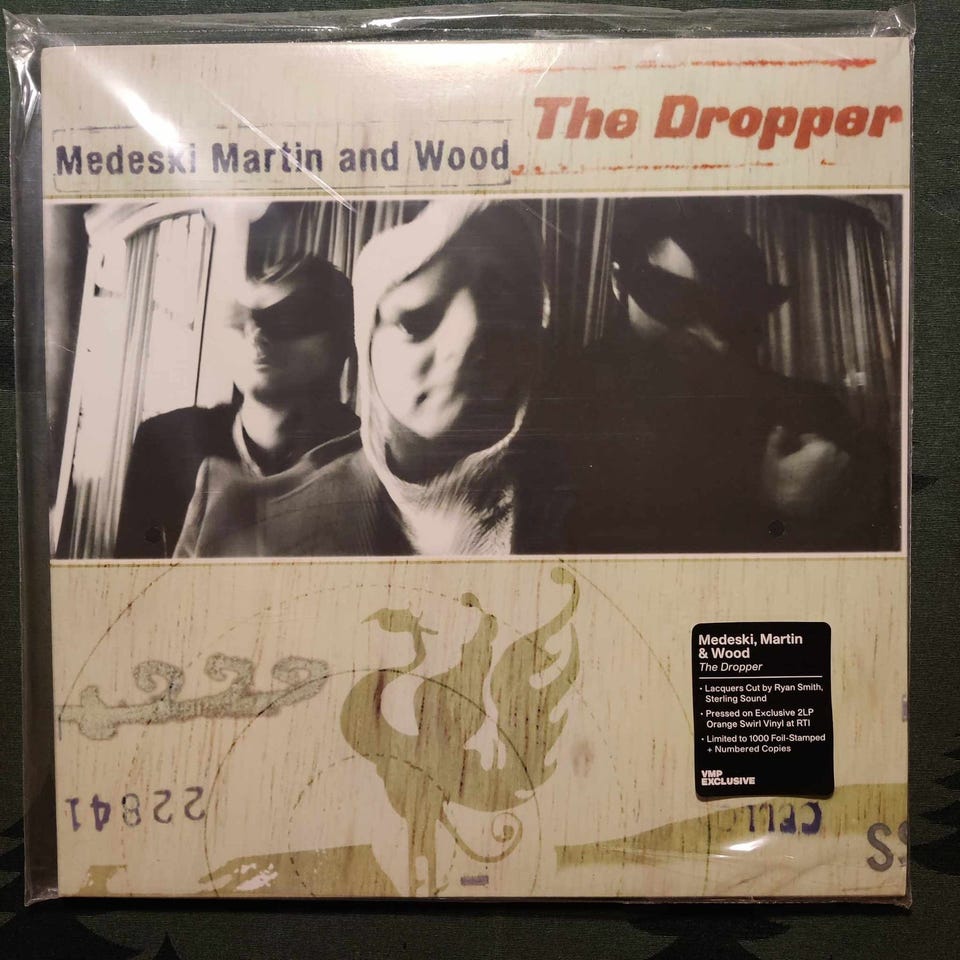 The Dropper
Medeski Martin and Wood
Medeski, Martin
& Wood
The Dropper
• Lacquers Cut by Ryan Smith,
Sterling Sound
• Pressed on Exclusive 2LP
Orange Swirl Vinyl at RTI
• Limited to 1000 Foil-Stamped
+ Numbered Copies
VMP
EXCLUSIVE
22841